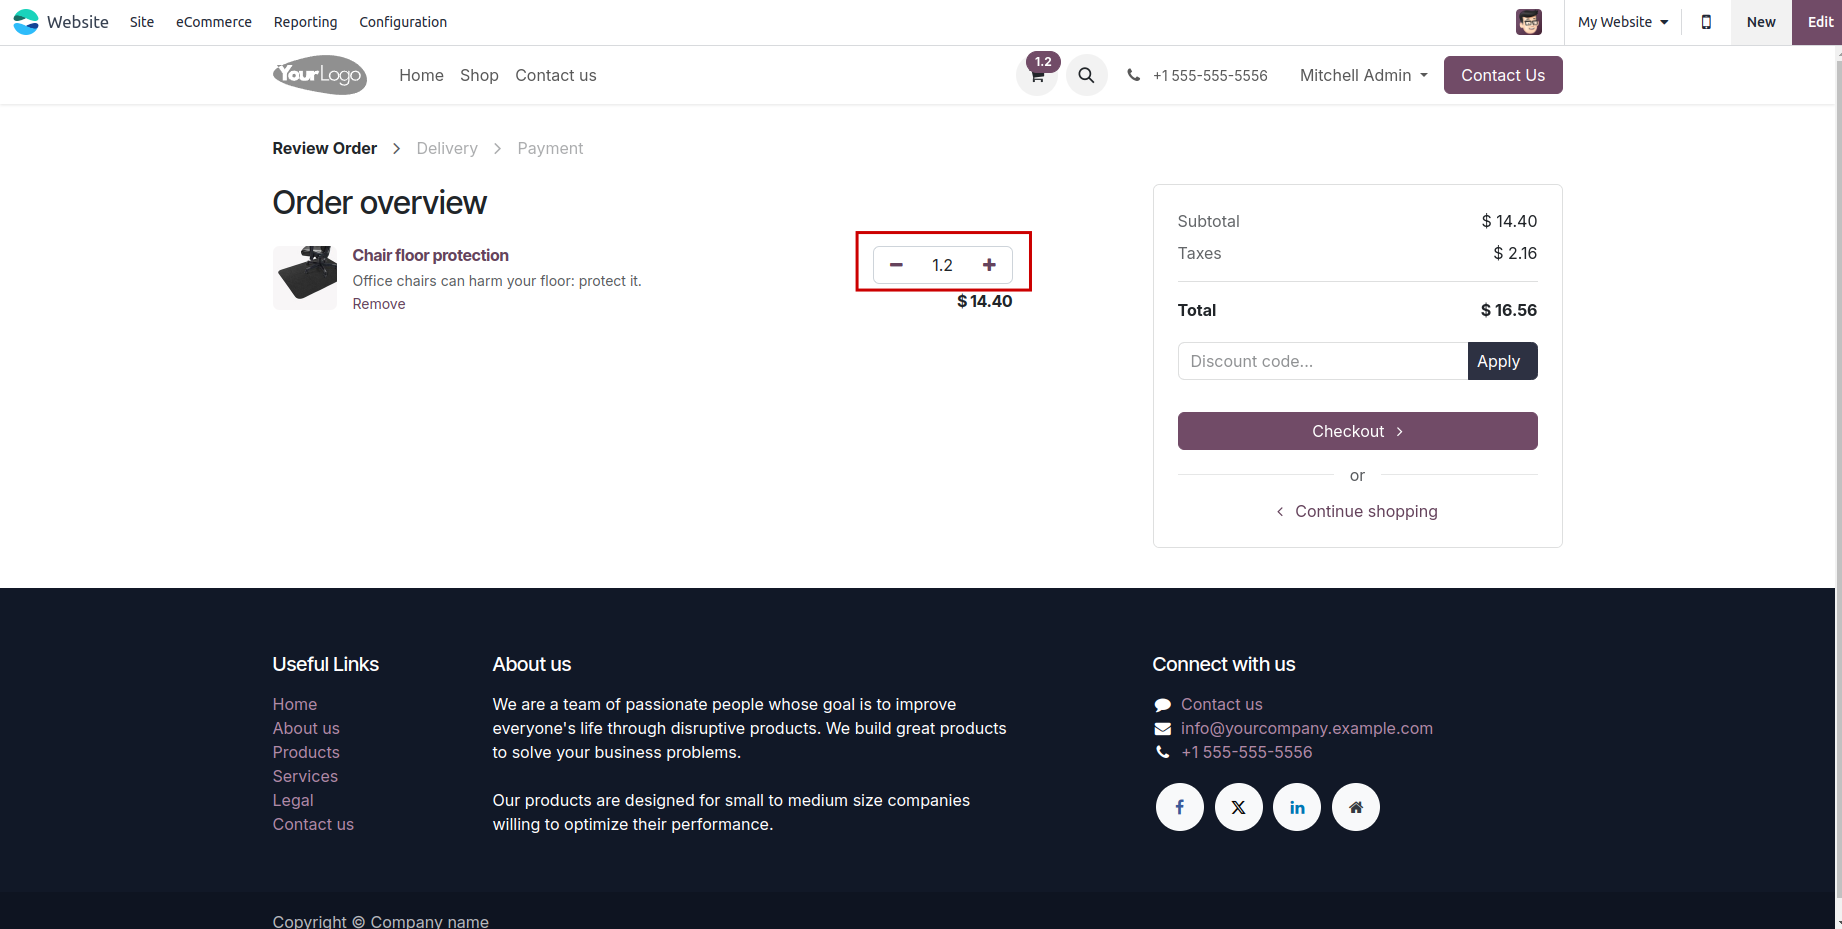 Website Site eCommerce Reporting Configuration My Website New Edit
YourLogo Home Shop Contact us 1.2 +1 555-555-5556 Mitchell Admin Contact Us
Review Order > Delivery > Payment
Order overview
Chair floor protection
Office chairs can harm your floor: protect it.
Remove
− 1.2 +
$ 14.40
Subtotal $ 14.40
Taxes $ 2.16
Total $ 16.56
Discount code... Apply
Checkout >
or
< Continue shopping
Useful Links
Home
About us
Products
Services
Legal
Contact us
About us
We are a team of passionate people whose goal is to improve
everyone's life through disruptive products. We build great products
to solve your business problems.
Our products are designed for small to medium size companies
willing to optimize their performance.
Connect with us
Contact us
info@yourcompany.example.com
+1 555-555-5556
f X in
Copyright © Company name